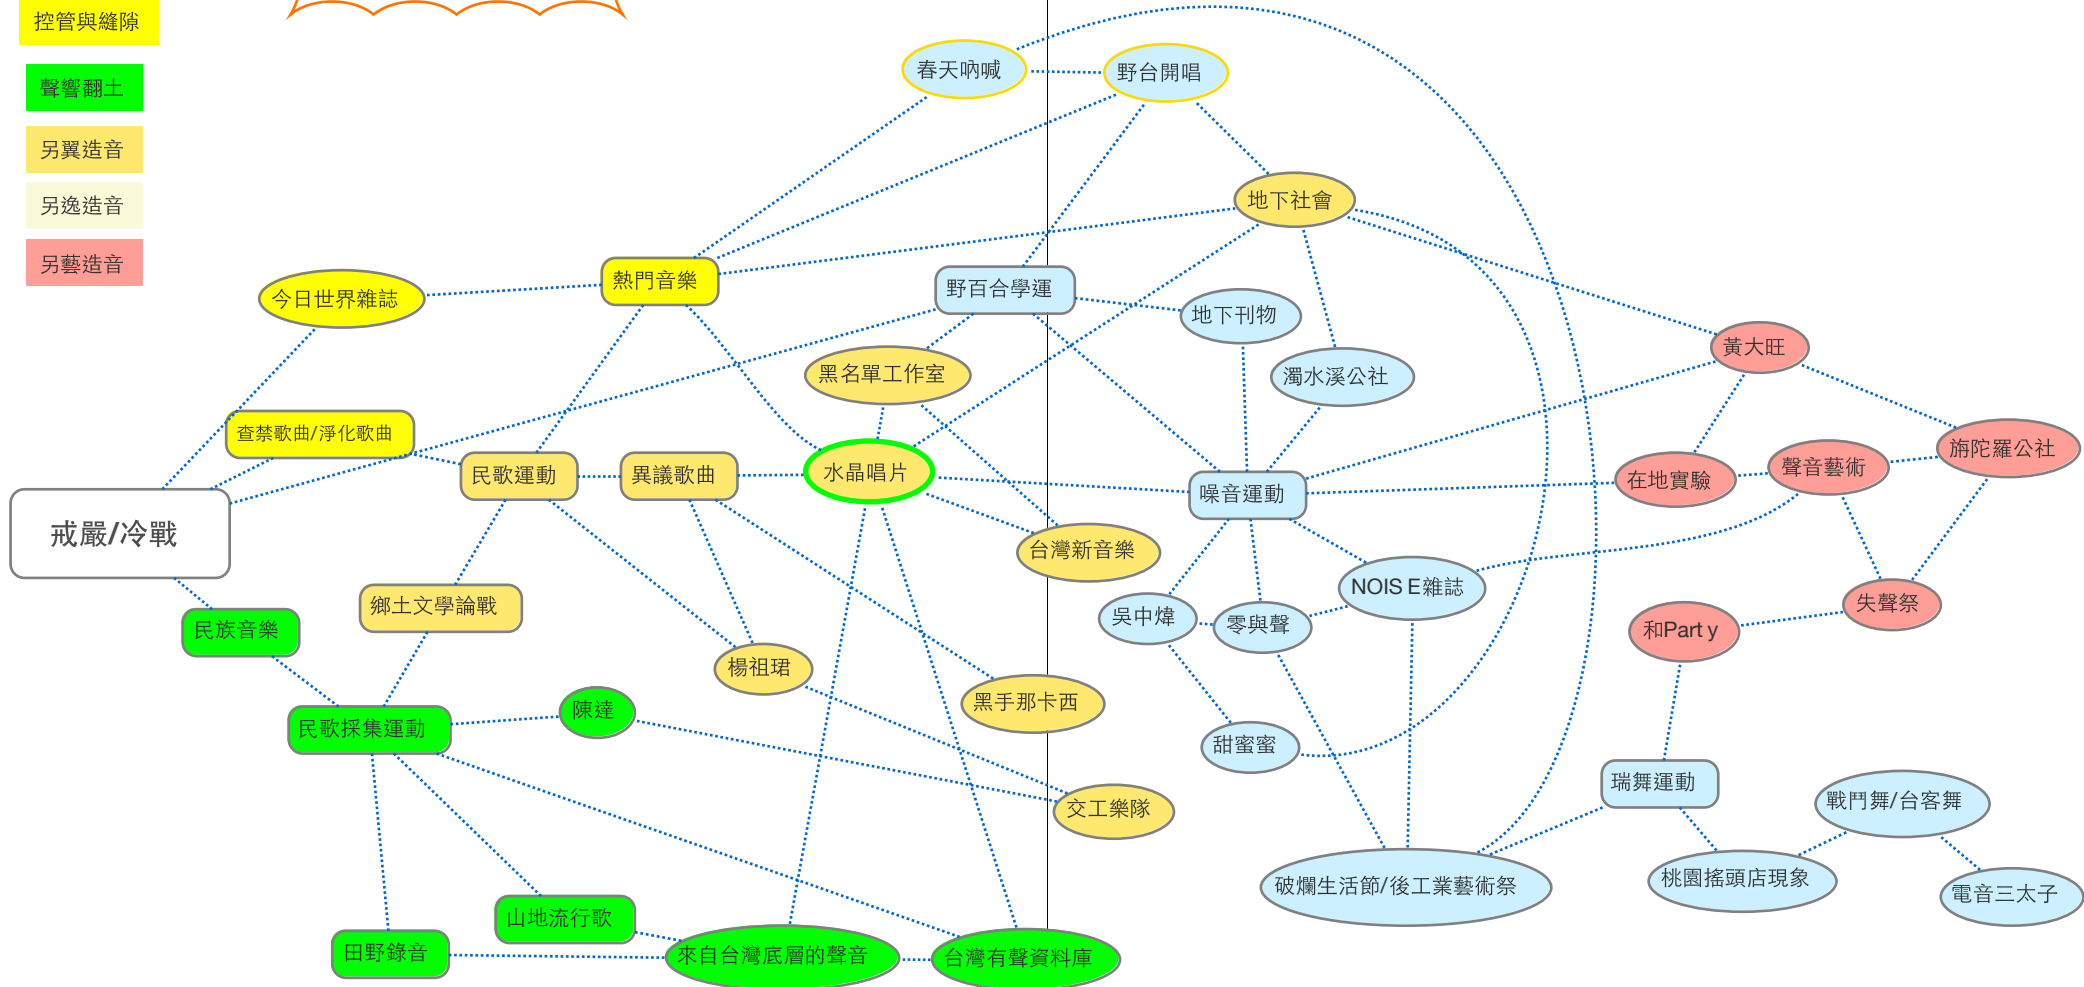 控管與縫隙
聲響翻土
另翼造音
另逸造音
另藝造音
春天吶喊
野台開唱
地下社會
熱門音樂
野百合學運
今日世界雜誌
地下刊物
黃大旺
黑名單工作室
濁水溪公社
查禁歌曲/淨化歌曲
旃陀羅公社
民歌運動
異議歌曲
水晶唱片
聲音藝術
在地實驗
噪音運動
戒嚴/冷戰
台灣新音樂
NOIS E雜誌
鄉土文學論戰
失聲祭
吳中煒
零與聲
民族音樂
和Part y
楊祖珺
黑手那卡西
陳達
民歌採集運動
甜蜜蜜
瑞舞運動
戰鬥舞/台客舞
交工樂隊
桃園搖頭店現象
破爛生活節/後工業藝術祭
電音三太子
山地流行歌
田野錄音
來自台灣底層的聲音
台灣有聲資料庫